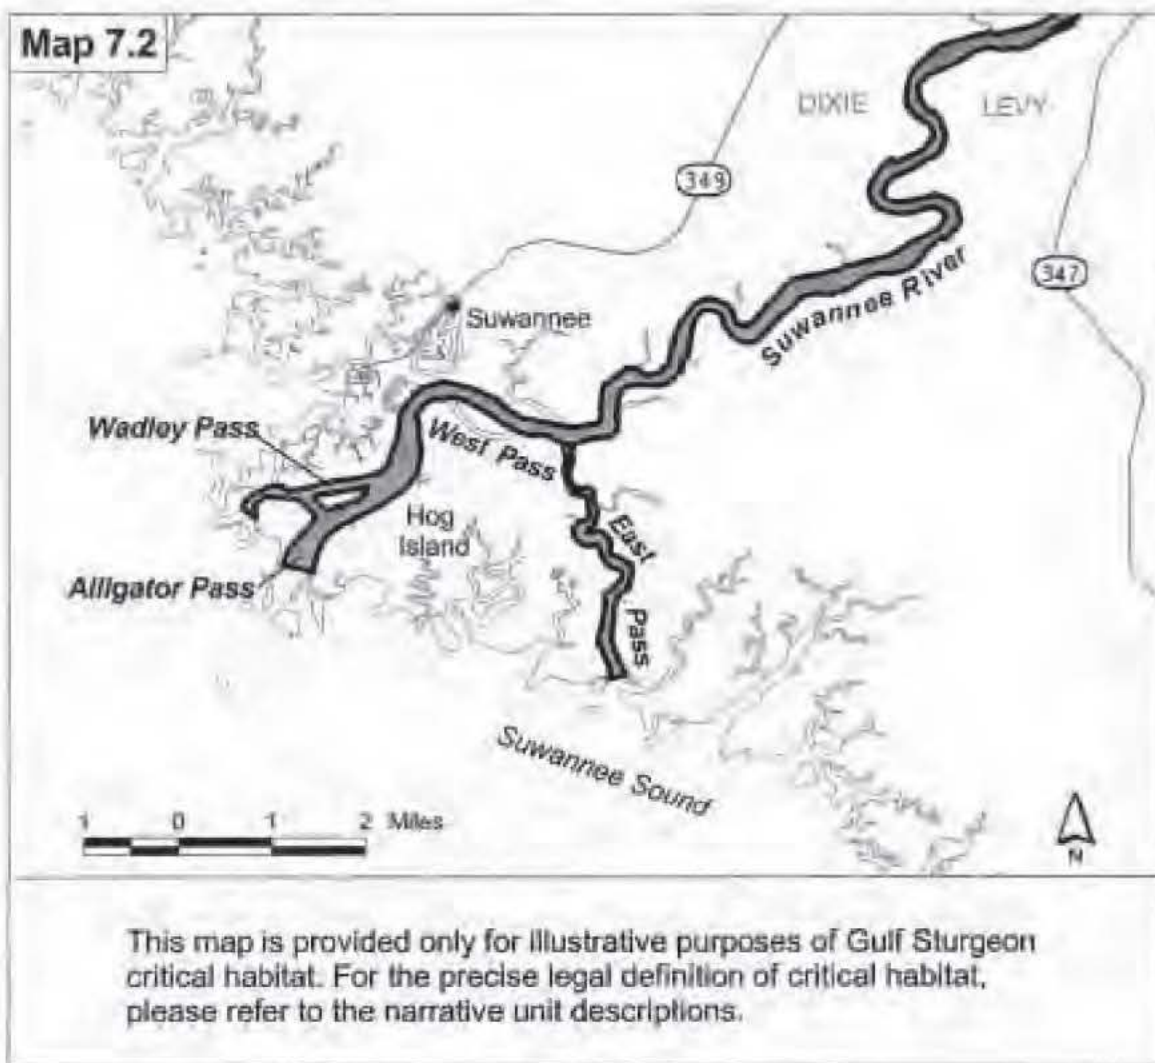 Map 7.2
DIXIE
LEVY
349
347
Suwannee River
Suwannee
Wadley Pass
West Pass
Hog
Island
East
Pass
Alligator Pass
Suwannee Sound
1 0 1 2 Miles
N
This map is provided only for illustrative purposes of Gulf Sturgeon
critical habitat. For the precise legal definition of critical habitat,
please refer to the narrative unit descriptions.